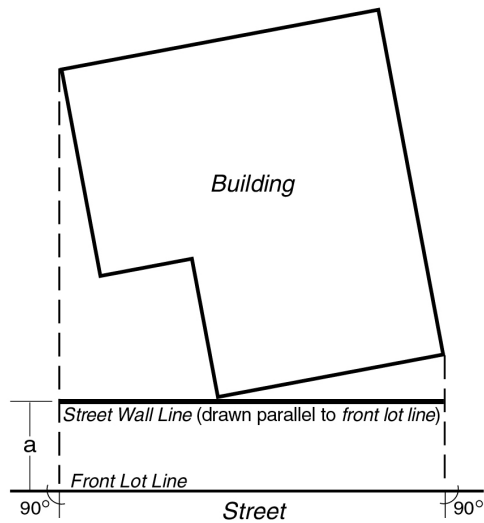 Building
Street Wall Line (drawn parallel to front lot line)
a
Front Lot Line
90° Street 90°